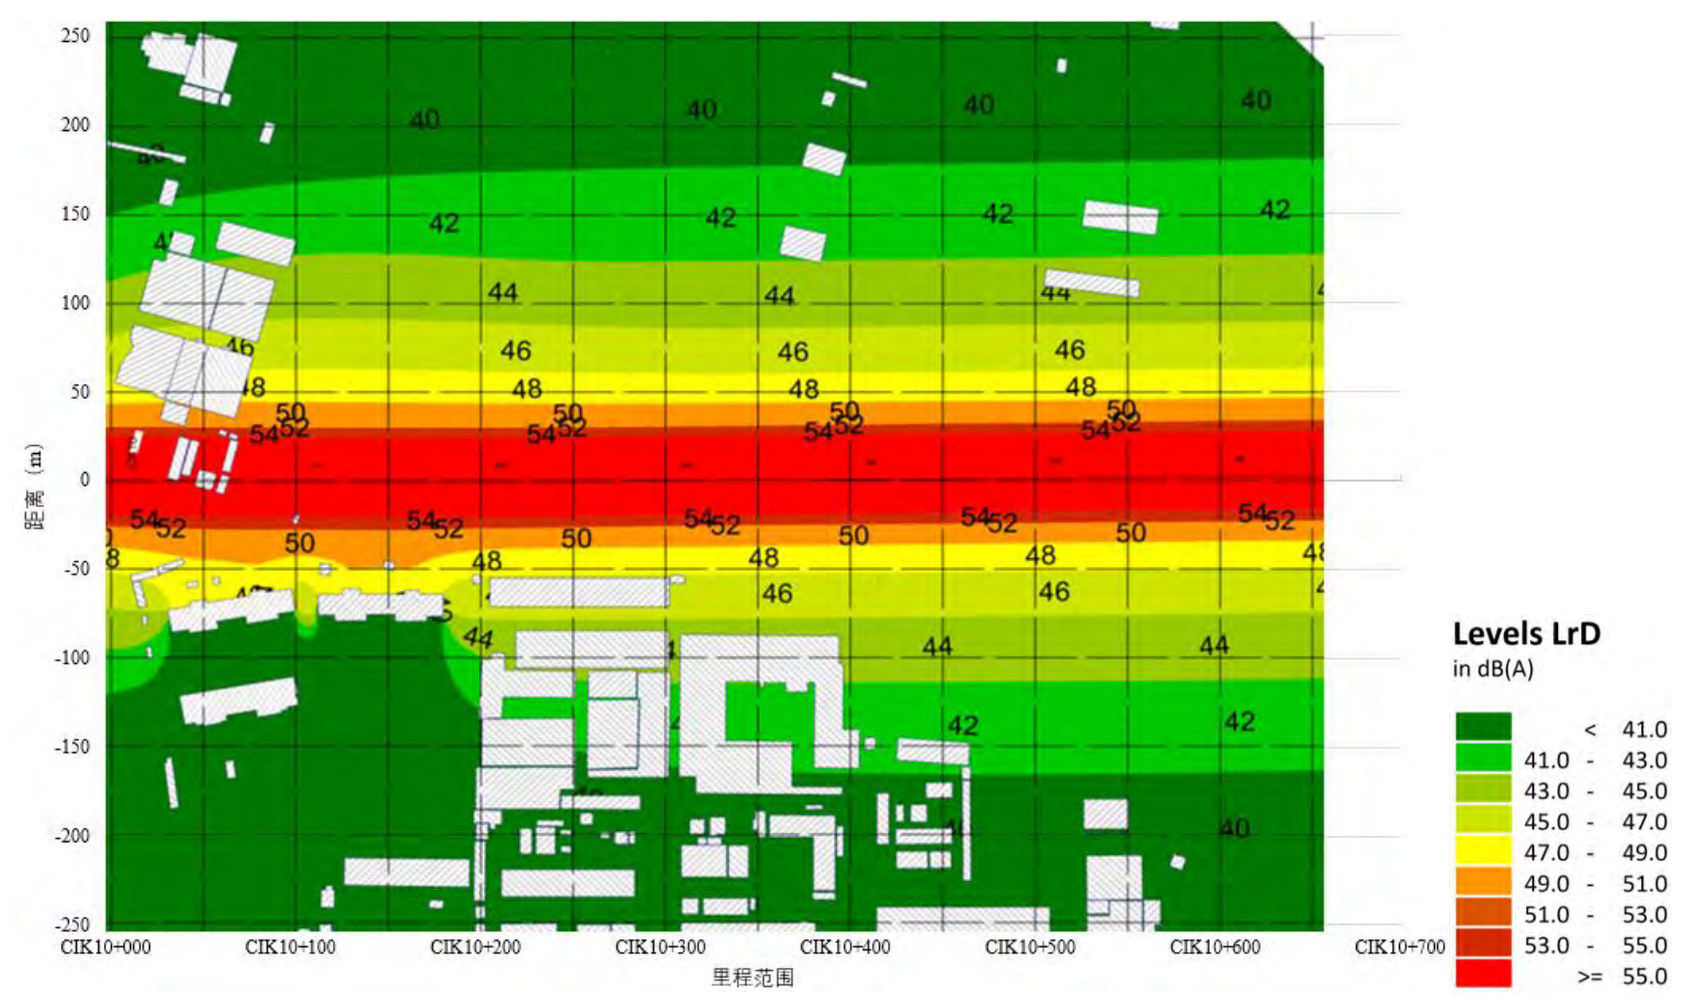 250
40 40 40 40
200
150
42 42 42 42
100
44 44 44
46 46 46 46
50
48 48 48 48
50 50 50 50
54 52 54 52 54 52 54 52
0
54 52 54 52 54 52 54 52 54 52
50 50 50 50
8 48 48 48 48
-50
46 46
44 44 44
-100
42 42
-150
-200
40 40
-250
CIK10+000 CIK10+100 CIK10+200 CIK10+300 CIK10+400 CIK10+500 CIK10+600 CIK10+700
里程范围
距离 (m)
Levels LrD
in dB(A)
< 41.0
41.0 - 43.0
43.0 - 45.0
45.0 - 47.0
47.0 - 49.0
49.0 - 51.0
51.0 - 53.0
53.0 - 55.0
>= 55.0